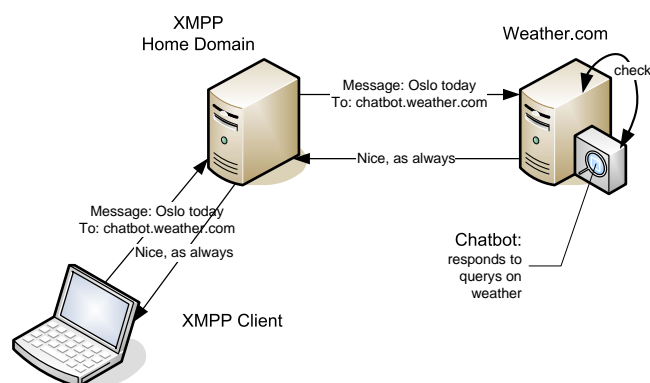 XMPP
Home Domain
Weather.com
check
Message: Oslo today
To: chatbot.weather.com
Nice, as always
Message: Oslo today
To: chatbot.weather.com
Nice, as always
Chatbot:
responds to
querys on
weather
XMPP Client